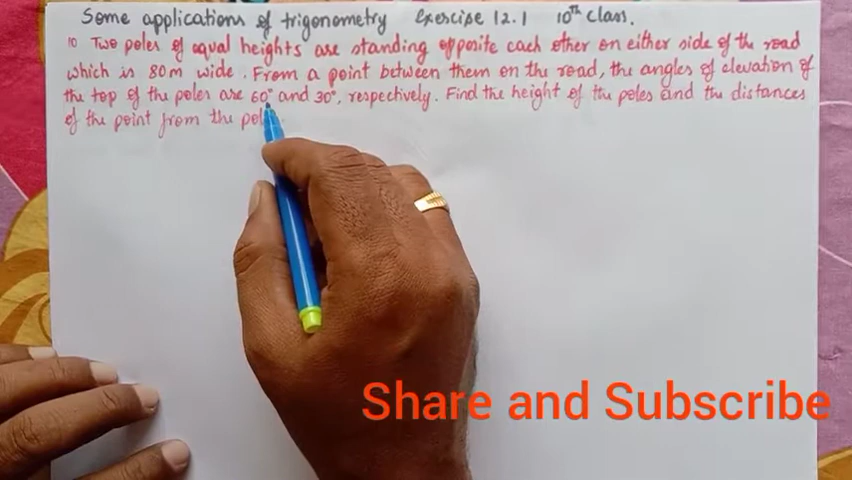 Some applications of trigonometry Exercise 12.1 10th class.
10 Two poles of equal heights are standing opposite each other on either side of the road
which is 80m wide. From a point between them on the road, the angles of elevation of
the top of the poles are 60° and 30°, respectively. Find the height of the poles and the distances
of the point from the
Share and Subscribe